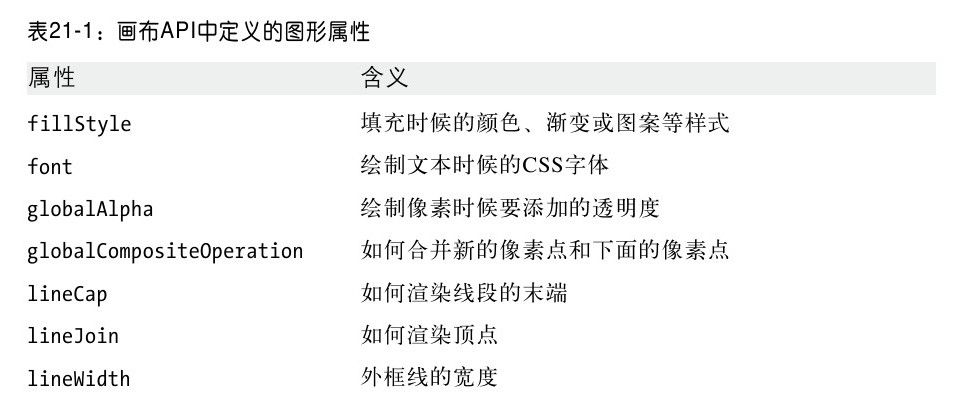 表21-1：画布API中定义的图形属性
属性 含义
fillStyle 填充时候的颜色、渐变或图案等样式
font 绘制文本时候的CSS字体
globalAlpha 绘制像素时候要添加的透明度
globalCompositeOperation 如何合并新的像素点和下面的像素点
lineCap 如何渲染线段的末端
lineJoin 如何渲染顶点
lineWidth 外框线的宽度